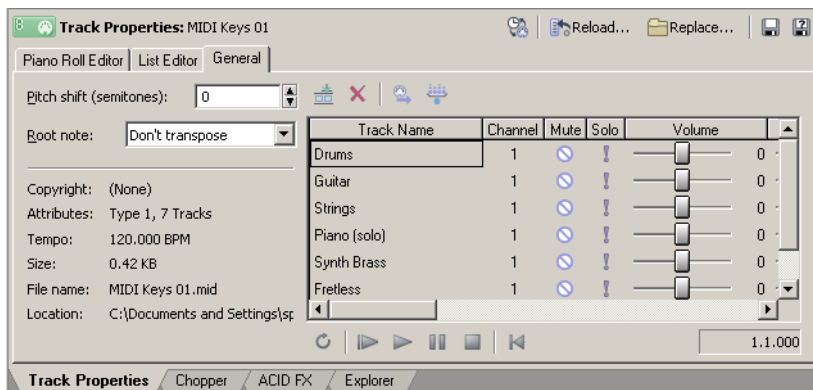 8 Track Properties: MIDI Keys 01 Reload... Replace...
Piano Roll Editor List Editor General
Pitch shift (semitones): 0
Root note: Don't transpose
Copyright: (None)
Attributes: Type 1, 7 Tracks
Tempo: 120.000 BPM
Size: 0.42 KB
File name: MIDI Keys 01.mid
Location: C:\Documents and Settings\sp
Track Name Channel Mute Solo Volume
Drums 1 0
Guitar 1 0
Strings 1 0
Piano (solo) 1 0
Synth Brass 1 0
Fretless 1 0
1.1.000
Track Properties Chopper ACID FX Explorer